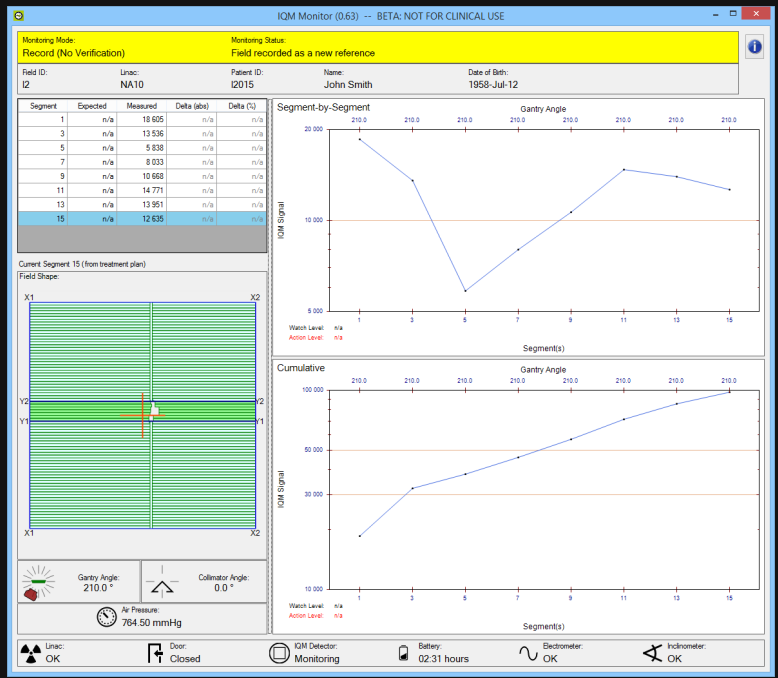 IQM Monitor (0.63) -- BETA: NOT FOR CLINICAL USE
Monitoring Mode: Monitoring Status:
Record (No Verification) Field recorded as a new reference
Field ID: Linac: Patient ID: Name: Date of Birth:
I2 NA10 I2015 John Smith 1958-Jul-12
Segment Expected Measured Delta (abs) Delta (%)
1 n/a 18 605 n/a n/a
3 n/a 13 536 n/a n/a
5 n/a 5 838 n/a n/a
7 n/a 8 033 n/a n/a
9 n/a 10 668 n/a n/a
11 n/a 14 771 n/a n/a
13 n/a 13 951 n/a n/a
15 n/a 12 635 n/a n/a
Current Segment 15 (from treatment plan)
Field Shape:
X1 X2
Y2 Y2
Y1 Y1
X1 X2
Gantry Angle:
210.0 °
Collimator Angle:
0.0 °
Air Pressure:
764.50 mmHg
Segment-by-Segment
Gantry Angle
210.0 210.0 210.0 210.0 210.0 210.0 210.0 210.0
20 000
10 000
5 000
IQM Signal
1 3 5 7 9 11 13 15
Watch Level: n/a
Action Level: n/a
Segment(s)
Cumulative
Gantry Angle
210.0 210.0 210.0 210.0 210.0 210.0 210.0 210.0
100 000
50 000
30 000
10 000
IQM Signal
1 3 5 7 9 11 13 15
Watch Level: n/a
Action Level: n/a
Segment(s)
Linac: Door: IQM Detector: Battery: Electrometer: Inclinometer:
OK Closed Monitoring 02:31 hours OK OK